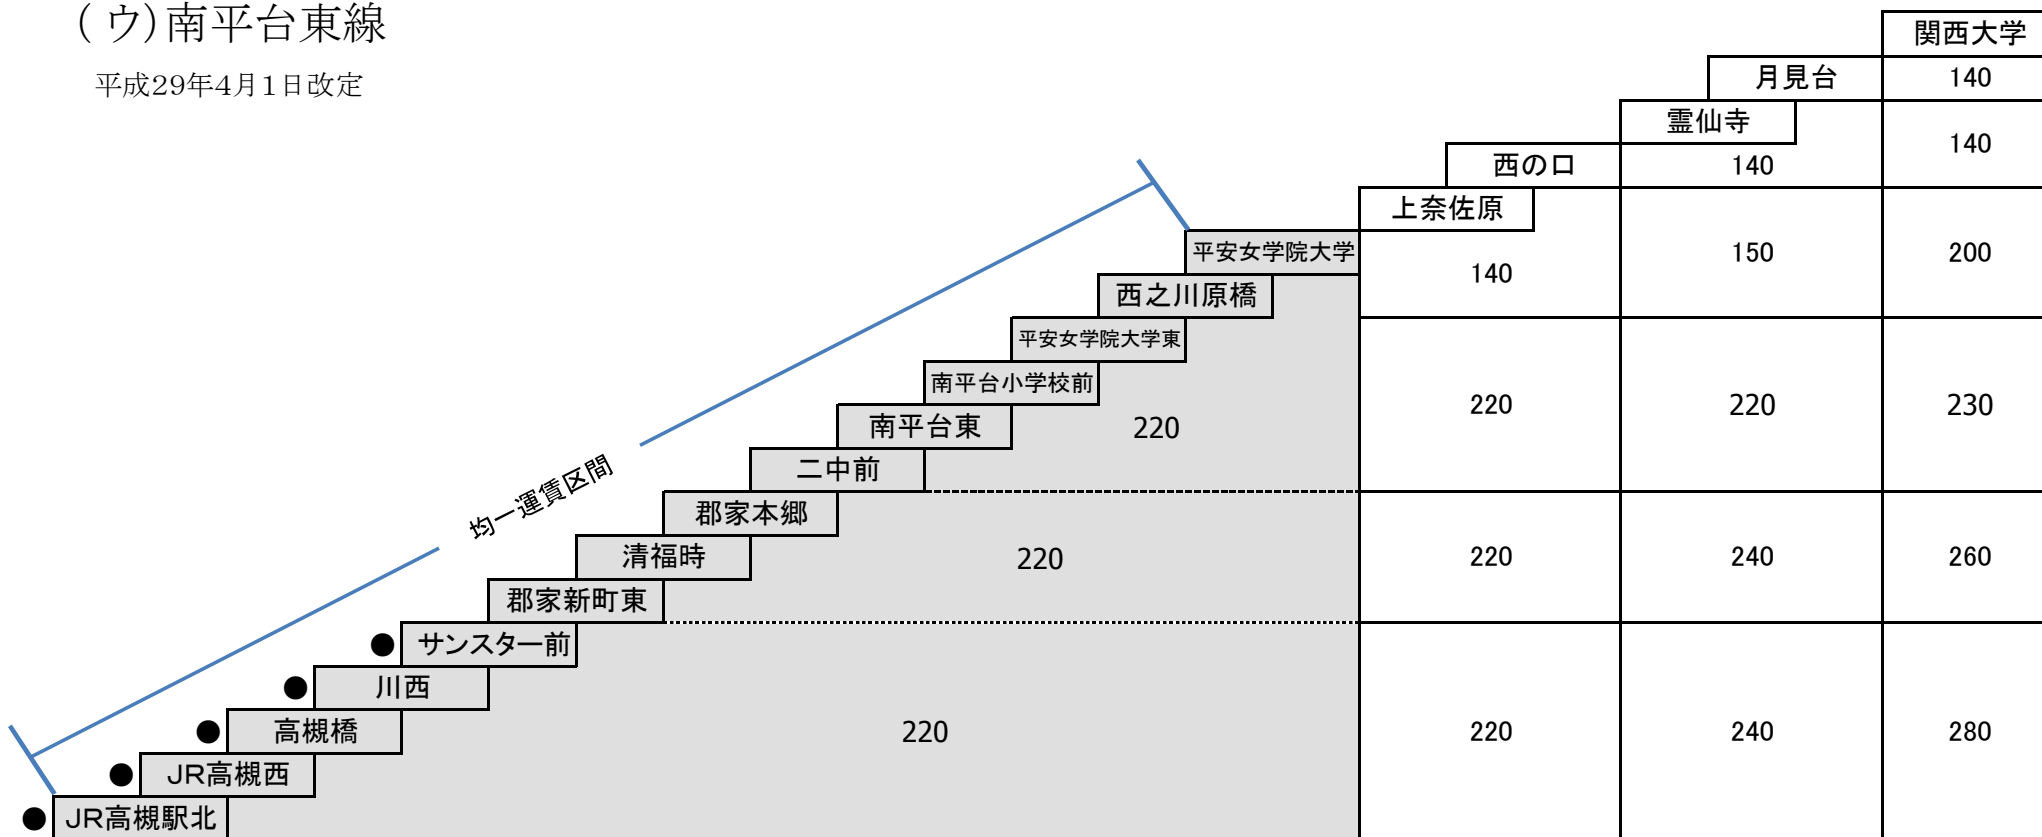 (ウ)南平台東線
平成29年4月1日改定
関西大学
月見台 140
霊仙寺 140
西の口 140
上奈佐原
平安女学院大学 140 150 200
西之川原橋
平安女学院大学東
南平台小学校前
南平台東 220 220 220 230
二中前
郡家本郷
清福時 220 220 240 260
郡家新町東
均一運賃区間
●サンスター前
●川西
●高槻橋 220 220 240 280
●JR高槻西
●JR高槻駅北